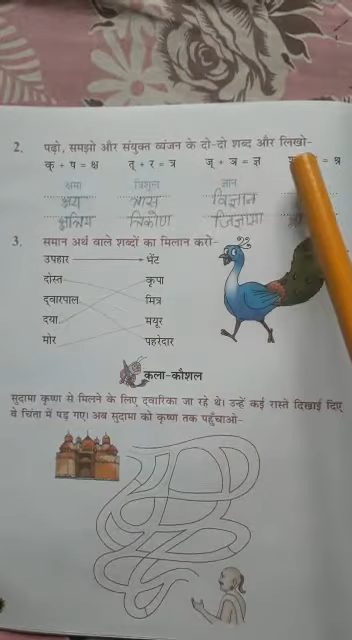 2. पढ़ो, समझो और संयुक्त व्यंजन के दो-दो शब्द और लिखो-
क् + ष = क्ष त् + र = त्र ज् + ञ = ज्ञ = श्र
क्षमा त्रिशूल ज्ञान
क्षय त्रास विज्ञान
क्षत्रिय त्रिकोण जिज्ञासा
3. समान अर्थ वाले शब्दों का मिलान करो-
उपहार भेंट
दोस्त कृपा
द्वारपाल मित्र
दया मयूर
मोर पहरेदार
कला-कौशल
सुदामा कृष्ण से मिलने के लिए द्वारिका जा रहे थे। उन्हें कई रास्ते दिखाई दिए
वे चिंता में पड़ गए। अब सुदामा को कृष्ण तक पहुँचाओ-